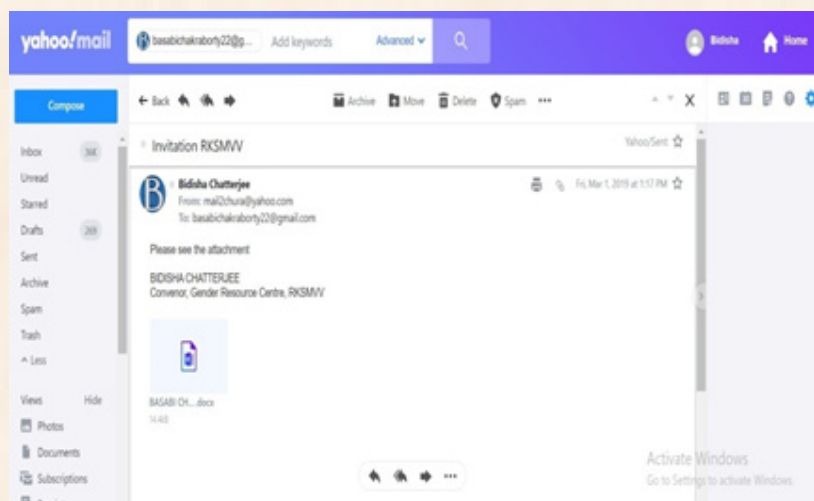 yahoo!mail
basabichakraborty22@g...
Add keywords
Advanced
Bidisha
Home
Compose
Back
Archive
Move
Delete
Spam
Inbox
Unread
Starred
Drafts
269
Sent
Archive
Spam
Trash
Less
Views
Hide
Photos
Documents
Subscriptions
Invitation RKSMVV
Yahoo/Sent
Bidisha Chatterjee
Fri, Mar 1, 2019 at 1:17 PM
From: mail2chura@yahoo.com
To: basabichakraborty22@gmail.com
Please see the attachment
BIDISHA CHATTERJEE
Convenor, Gender Resource Centre, RKSMVV
BASABI CH....docx
Activate Windows
Go to Settings to activate Windows.